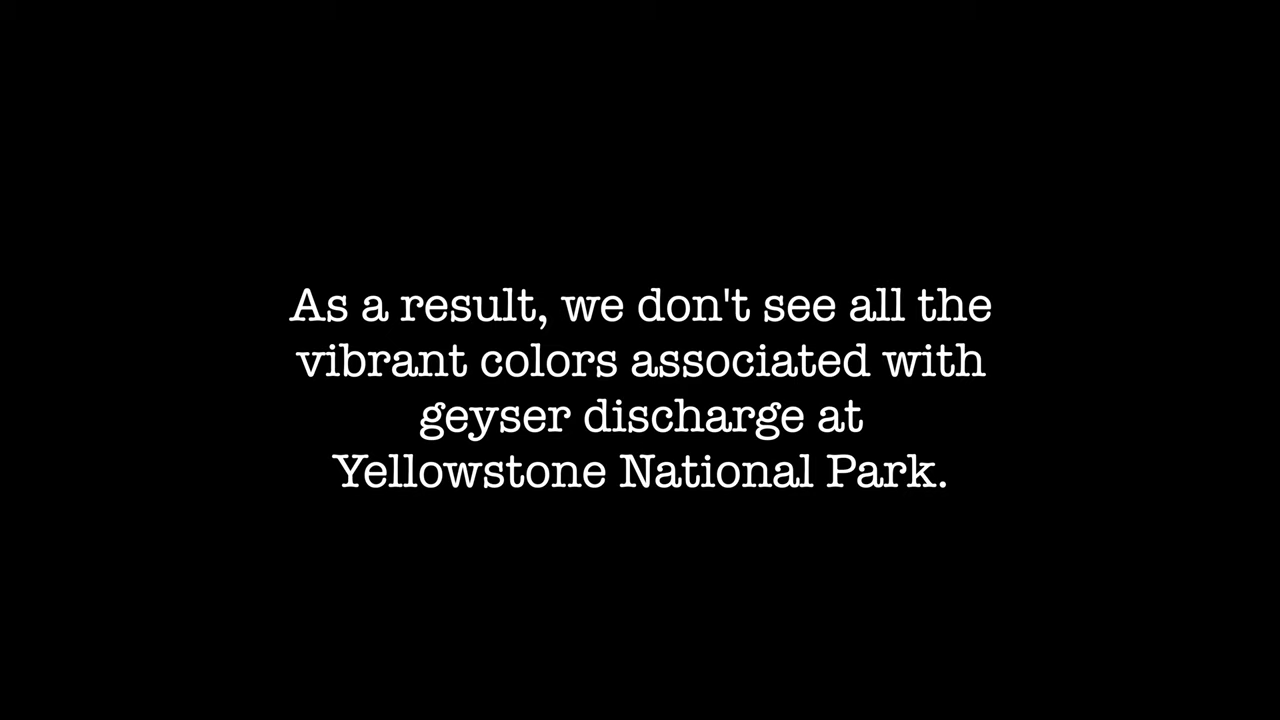 As a result, we don't see all the
vibrant colors associated with
geyser discharge at
Yellowstone National Park.